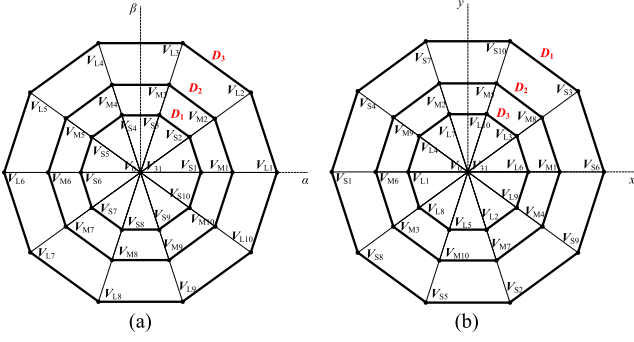 β
V_L3
D_3
V_L4
V_L2
D_2
V_M3
V_M4
D_1
V_M2
V_L5
V_S4
V_S3
V_S2
V_M5
V_S5
V_31
V_L6
V_M6
V_S6
V_S1
V_M1
V_L1
α
V_S7
V_S10
V_S8
V_S9
V_M7
V_M10
V_M8
V_M9
V_L7
V_L10
V_L8
V_L9
(a)
y
V_S10
D_1
V_S7
V_S3
D_2
V_M2
D_3
V_M8
V_S4
V_L7
V_L10
V_L3
V_M9
V_L4
V_31
V_S1
V_M6
V_L1
V_L6
V_M1
V_S6
x
V_L8
V_L9
V_L5
V_L2
V_M3
V_M4
V_M10
V_M7
V_S8
V_S9
V_S5
V_S2
(b)